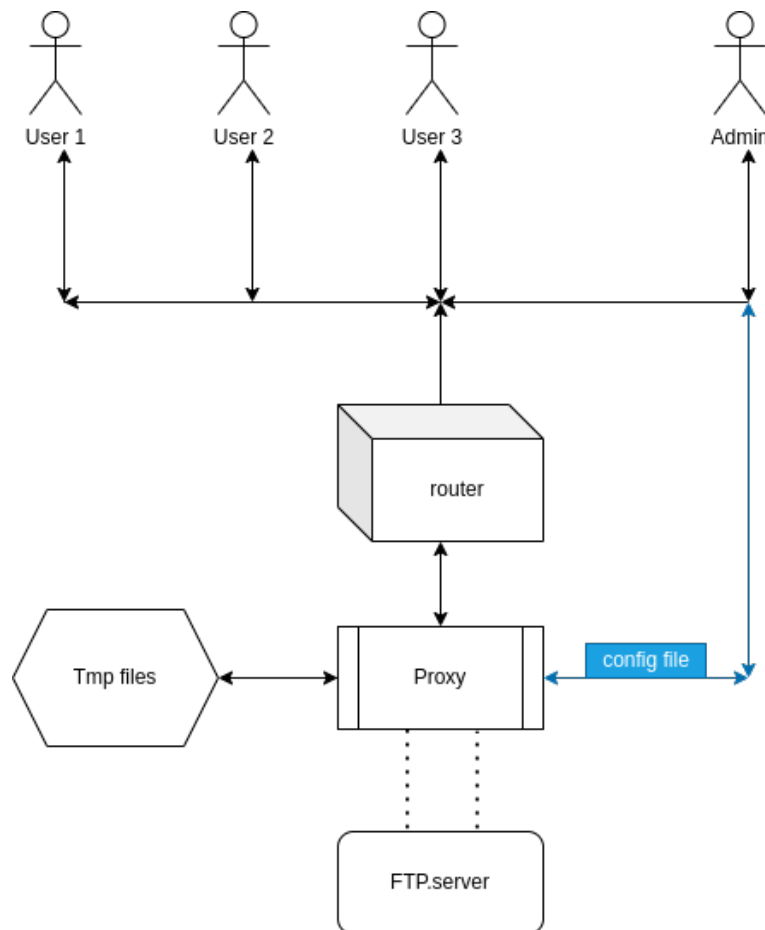 User 1
User 2
User 3
Admin
router
Tmp files
Proxy
config file
FTP.server